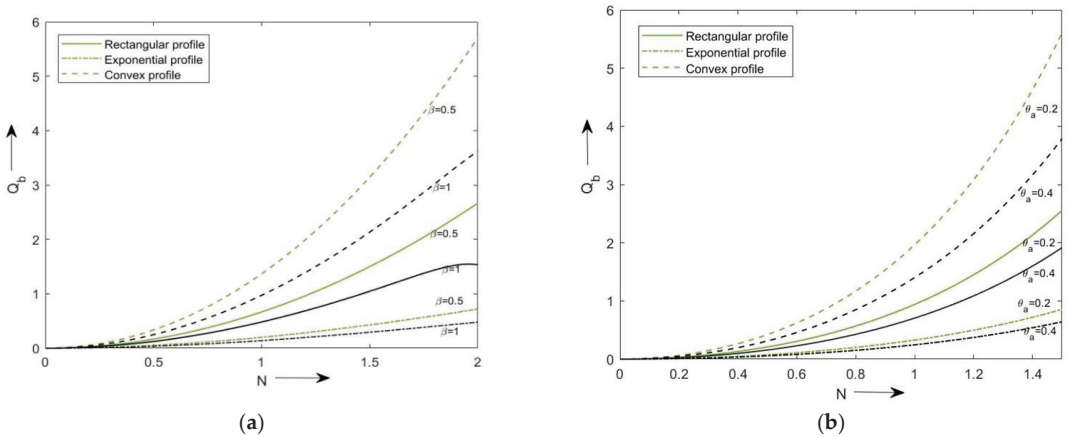 6
5
4
3
2
1
0
0
0.5
1
1.5
2
Q_b
N
Rectangular profile
Exponential profile
Convex profile
β=0.5
β=1
β=0.5
β=1
β=0.5
β=1
(a)
6
5
4
3
2
1
0
0
0.2
0.4
0.6
0.8
1
1.2
1.4
Q_b
N
Rectangular profile
Exponential profile
Convex profile
θ_a=0.2
θ_a=0.4
θ_a=0.2
θ_a=0.4
θ_a=0.2
θ_a=0.4
(b)